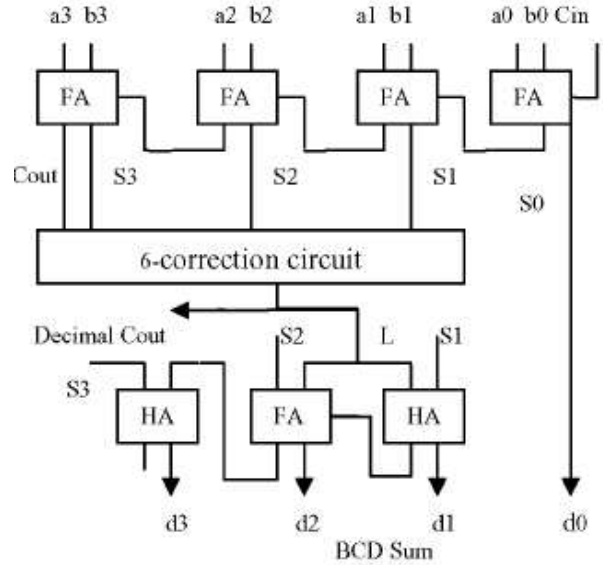 a3 b3 a2 b2 a1 b1 a0 b0 Cin
FA FA FA FA
Cout S3 S2 S1 S0
6-correction circuit
Decimal Cout S2 L S1
S3
HA FA HA
d3 d2 d1 d0
BCD Sum